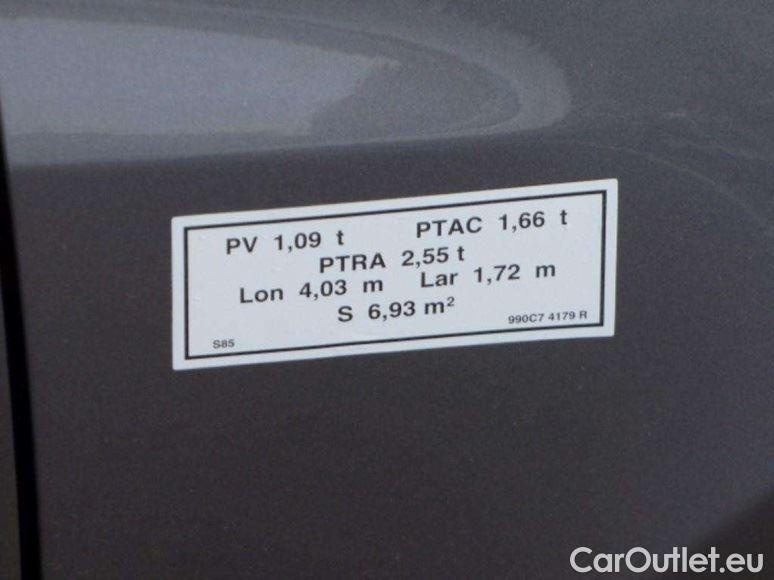 PV 1,09 t PTAC 1,66 t
PTRA 2,55 t
Lon 4,03 m Lar 1,72 m
S 6,93 m²
S85 990C7 4179 R
CarOutlet.eu